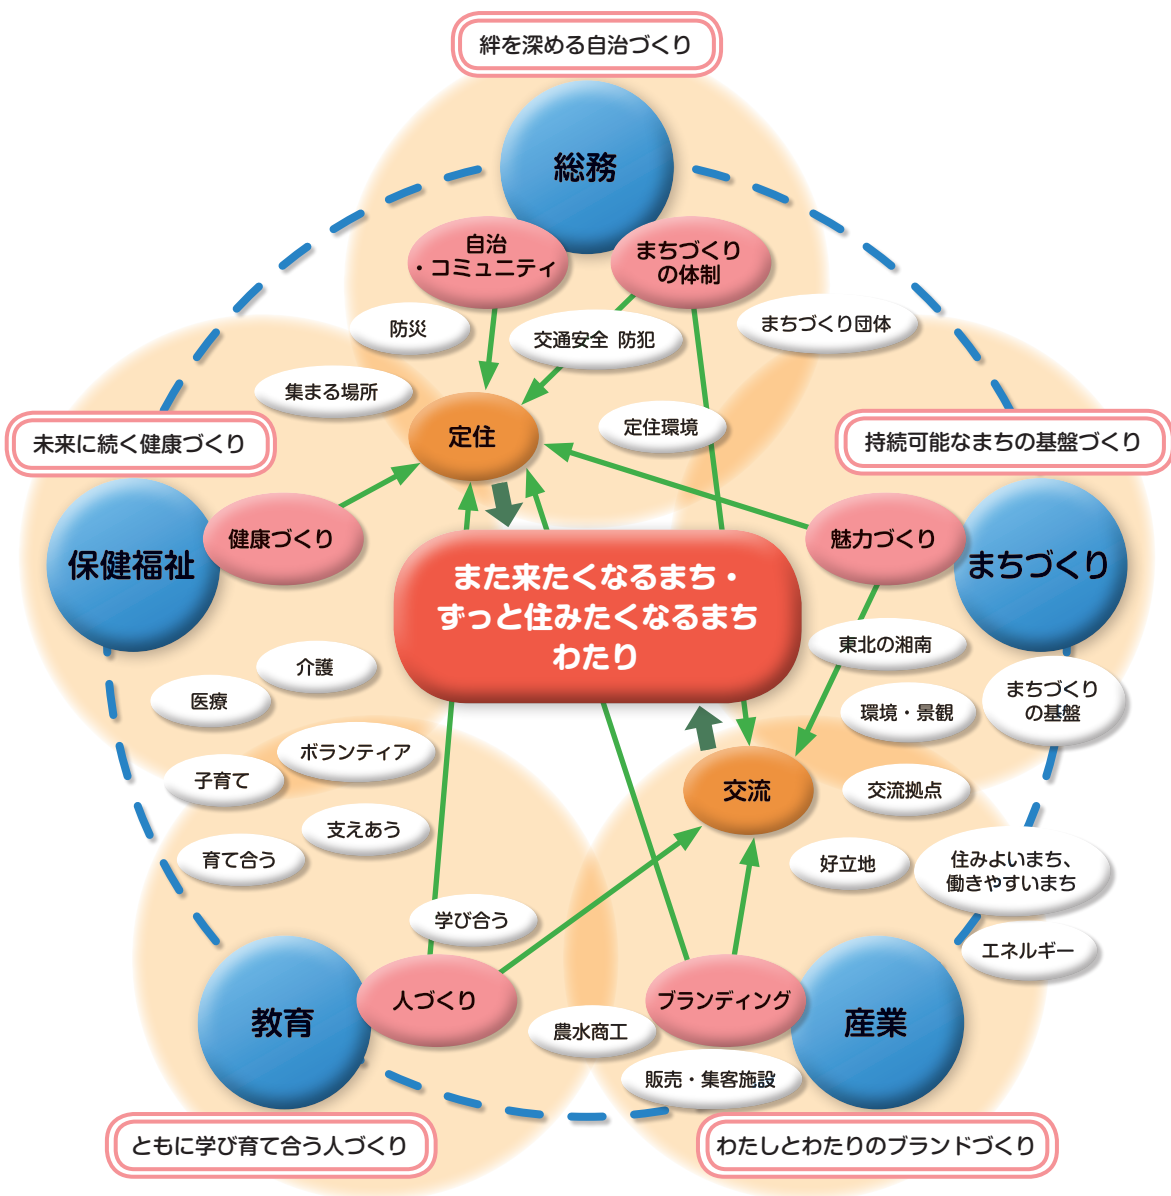 絆を深める自治づくり
総務
自治
・コミュニティ
まちづくり
の体制
防災
交通安全 防犯
まちづくり団体
集まる場所
定住
定住環境
未来に続く健康づくり
持続可能なまちの基盤づくり
保健福祉
健康づくり
魅力づくり
まちづくり
また来たくなるまち・
ずっと住みたくなるまち
わたり
東北の湘南
介護
医療
環境・景観
まちづくり
の基盤
ボランティア
子育て
交流
交流拠点
支えあう
育て合う
好立地
住みよいまち、
働きやすいまち
学び合う
エネルギー
教育
人づくり
ブランディング
産業
農水商工
販売・集客施設
ともに学び育て合う人づくり
わたしとわたりのブランドづくり